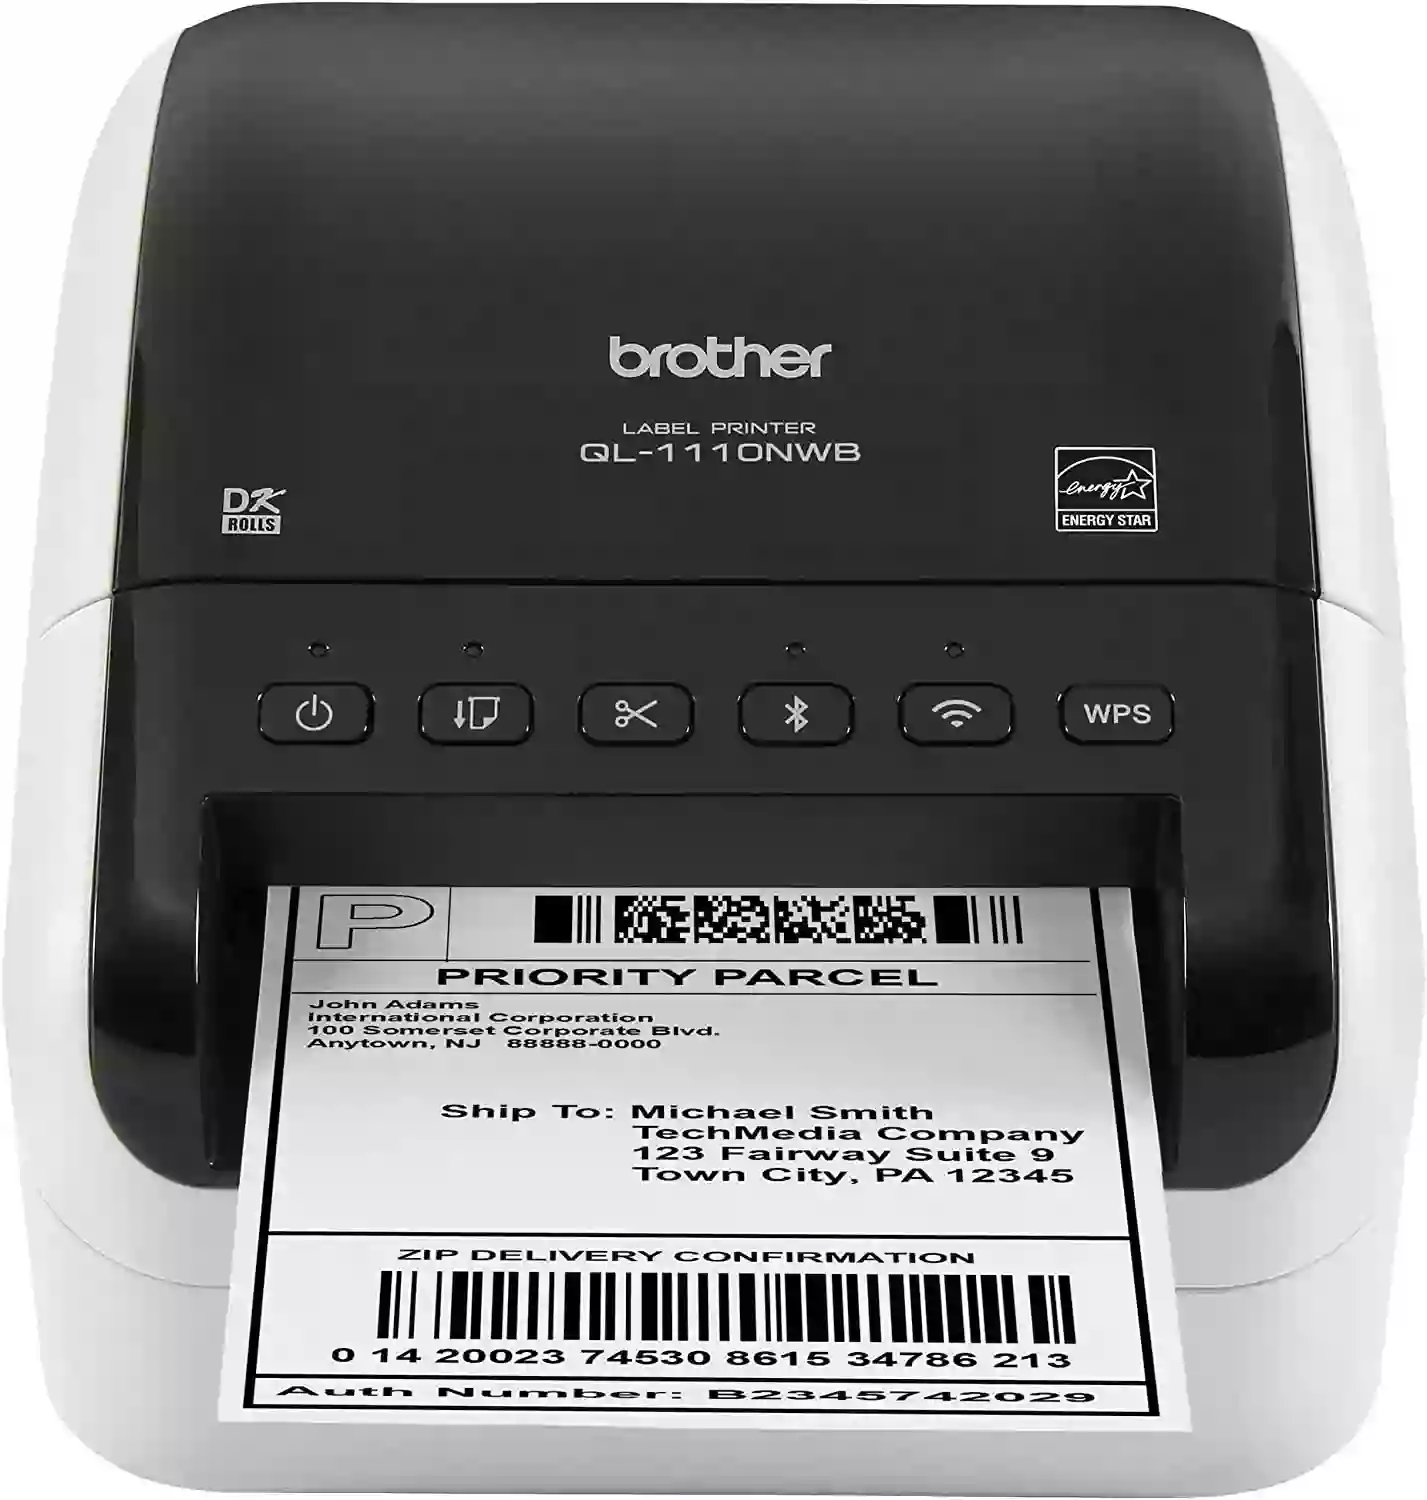 brother
LABEL PRINTER
QL-1110NWB
DK
ROLLS
energy
ENERGY STAR
WPS
P
PRIORITY PARCEL
John Adams
International Corporation
100 Somerset Corporate Blvd.
Anytown, NJ 88888-0000
Ship To: Michael Smith
TechMedia Company
123 Fairway Suite 9
Town City, PA 12345
ZIP DELIVERY CONFIRMATION
0 14 20023 74530 8615 34786 213
Auth Number: B2345742029